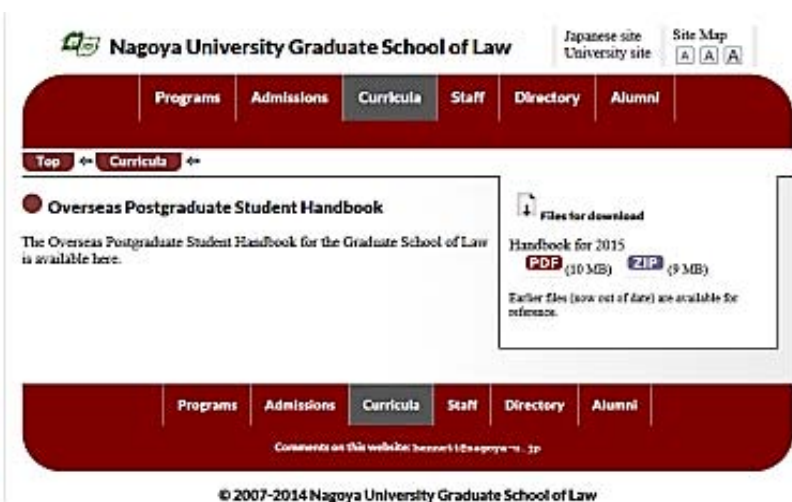 Nagoya University Graduate School of Law
Japanese site
University site
Site Map
A A A
Programs Admissions Curricula Staff Directory Alumni
Top ⇐ Curricula ⇐
Overseas Postgraduate Student Handbook
The Overseas Postgraduate Student Handbook for the Graduate School of Law
is available here.
Files for download
Handbook for 2015
PDF (10 MB) ZIP (9 MB)
Earlier files (now out of date) are available for
reference.
Programs Admissions Curricula Staff Directory Alumni
Comments on this website:
© 2007-2014 Nagoya University Graduate School of Law